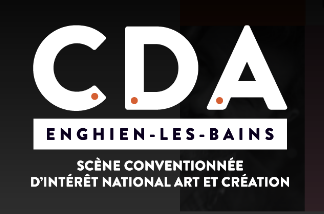 C.D.A
ENGHIEN-LES-BAINS
SCÈNE CONVENTIONNÉE
D'INTÉRÊT NATIONAL ART ET CRÉATION